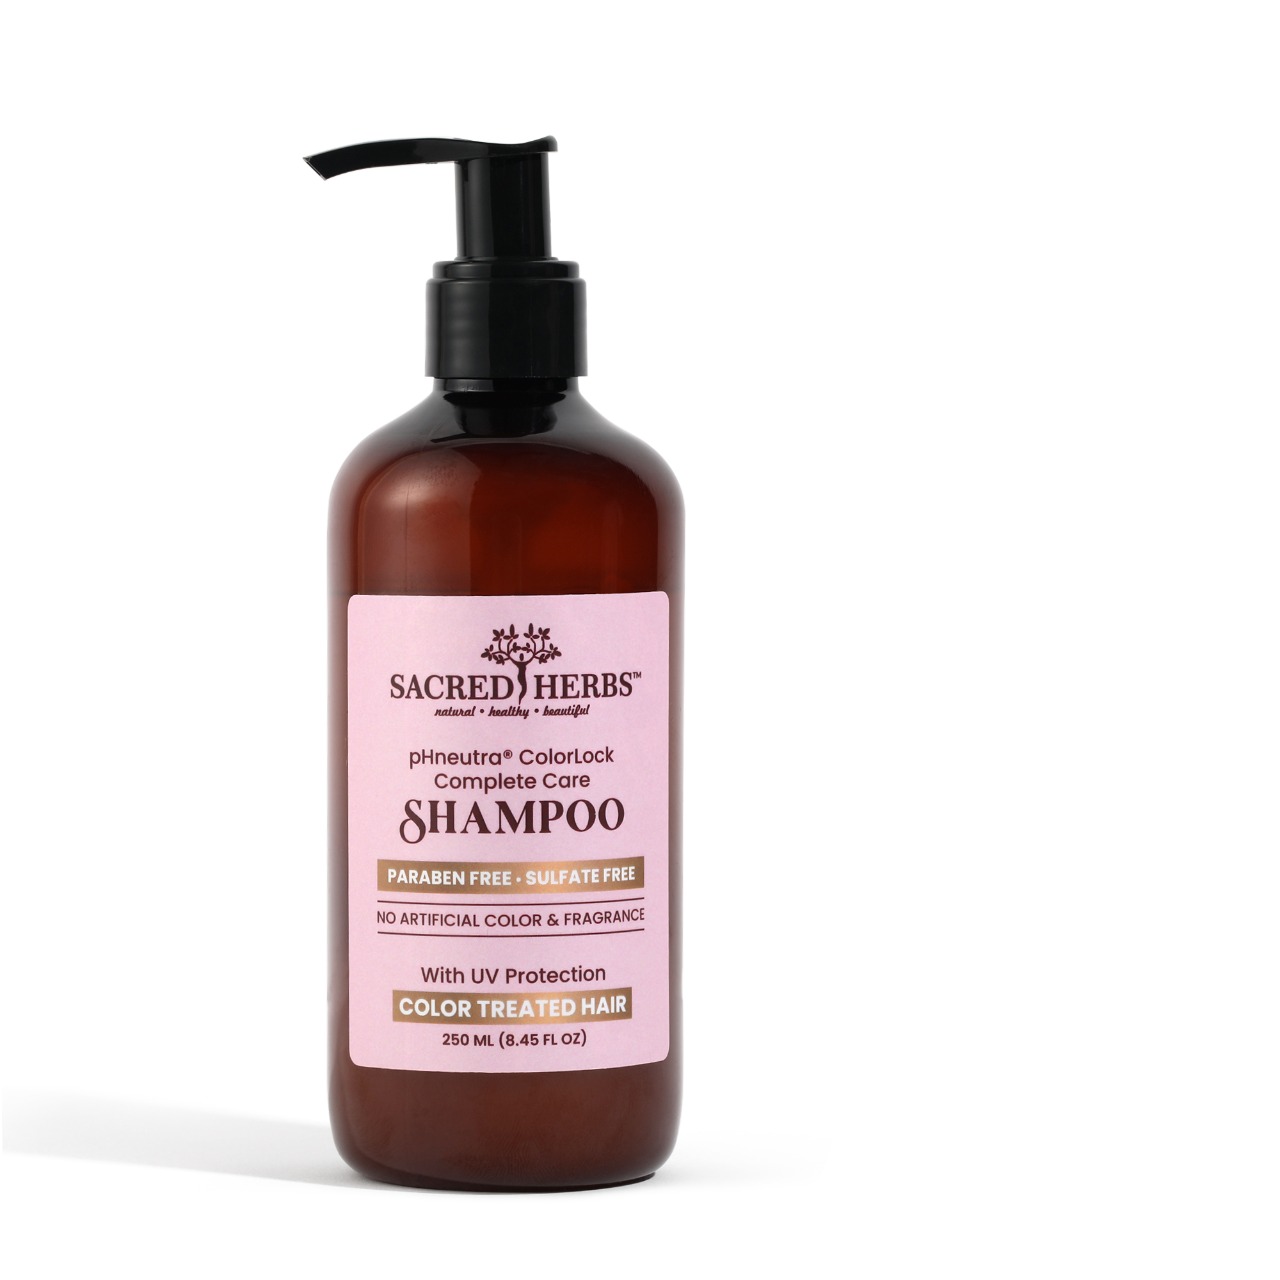 SACRED HERBS™
natural • healthy • beautiful
pHneutra® ColorLock
Complete Care
SHAMPOO
PARABEN FREE • SULFATE FREE
NO ARTIFICIAL COLOR & FRAGRANCE
With UV Protection
COLOR TREATED HAIR
250 ML (8.45 FL OZ)